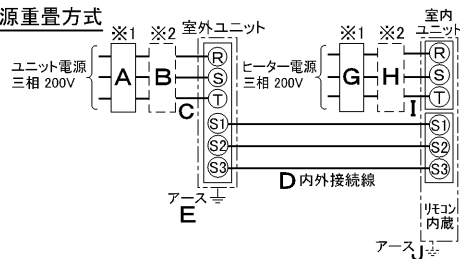 源重畳方式
※1 ※2 室外ユニット
ユニット電源
三相 200V
A B
R
S
T
C
S1
S2
S3
アース
E
D 内外接続線
※1 ※2 室内
ユニット
ヒーター電源
三相 200V
G H
R
S
T
I
S1
S2
S3
リモコン
内蔵
アース J